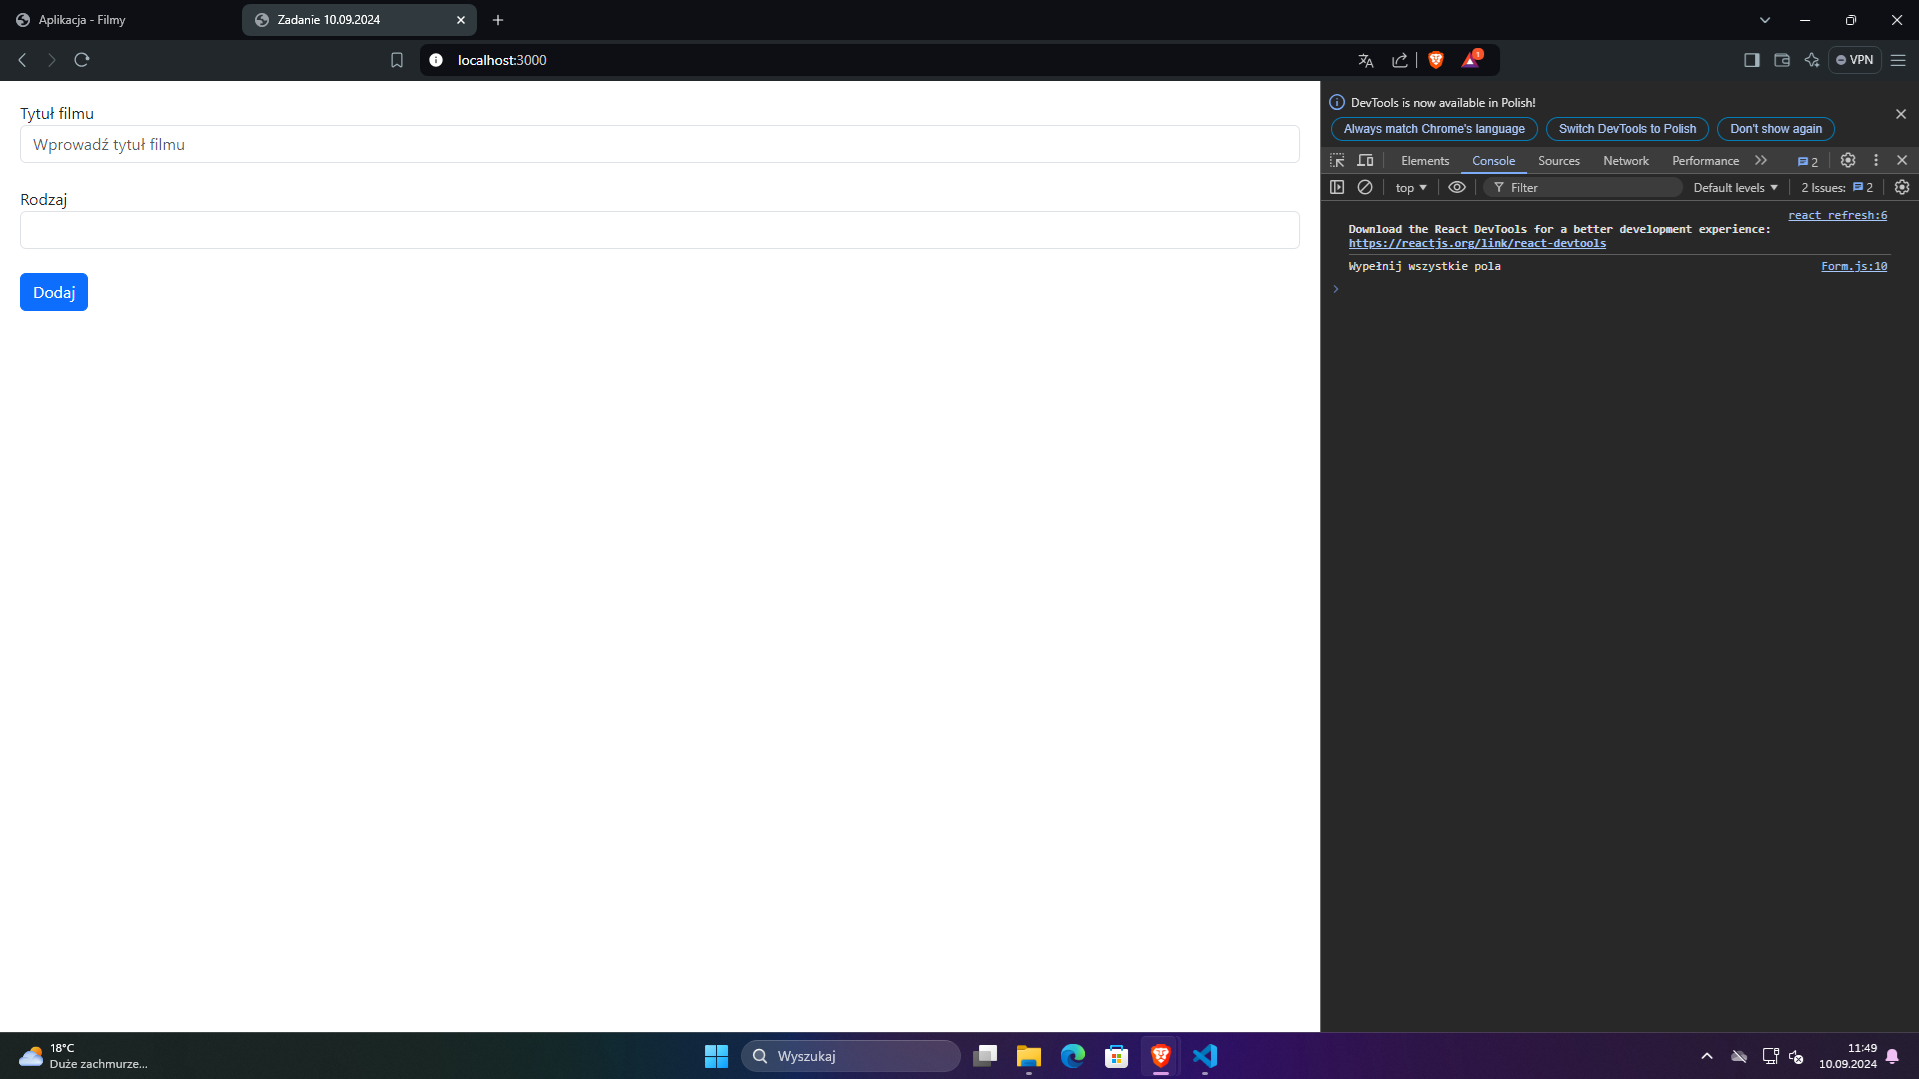 Aplikacja - Filmy
Zadanie 10.09.2024
localhost:3000
1
VPN
Tytuł filmu
Wprowadź tytuł filmu
Rodzaj
Dodaj
DevTools is now available in Polish!
Always match Chrome's language
Switch DevTools to Polish
Don't show again
Elements
Console
Sources
Network
Performance
2
top
Filter
Default levels
2 Issues:
2
react refresh:6
Download the React DevTools for a better development experience:
https://reactjs.org/link/react-devtools
Wypełnij wszystkie pola
Form.js:10
18°C
Duże zachmurze...
Wyszukaj
11:49
10.09.2024